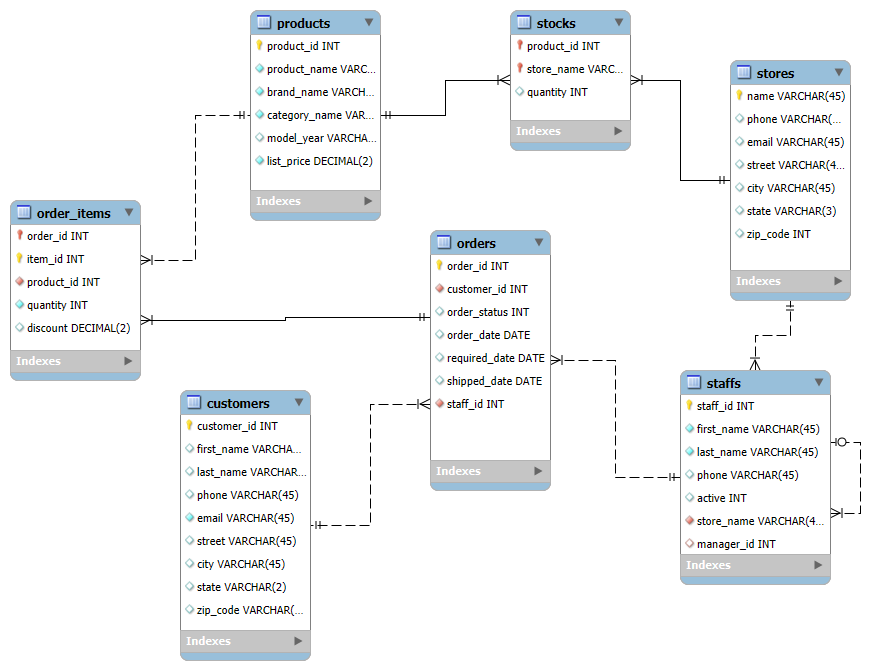 products
product_id INT
product_name VARC...
brand_name VARCH...
category_name VAR...
model_year VARCHA...
list_price DECIMAL(2)
Indexes
stocks
product_id INT
store_name VARC...
quantity INT
Indexes
stores
name VARCHAR(45)
phone VARCHAR(...
email VARCHAR(45)
street VARCHAR(4...
city VARCHAR(45)
state VARCHAR(3)
zip_code INT
Indexes
order_items
order_id INT
item_id INT
product_id INT
quantity INT
discount DECIMAL(2)
Indexes
orders
order_id INT
customer_id INT
order_status INT
order_date DATE
required_date DATE
shipped_date DATE
staff_id INT
Indexes
customers
customer_id INT
first_name VARCHA...
last_name VARCHAR...
phone VARCHAR(45)
email VARCHAR(45)
street VARCHAR(45)
city VARCHAR(45)
state VARCHAR(2)
zip_code VARCHAR(...
Indexes
staffs
staff_id INT
first_name VARCHAR(45)
last_name VARCHAR(45)
phone VARCHAR(45)
active INT
store_name VARCHAR(4...
manager_id INT
Indexes